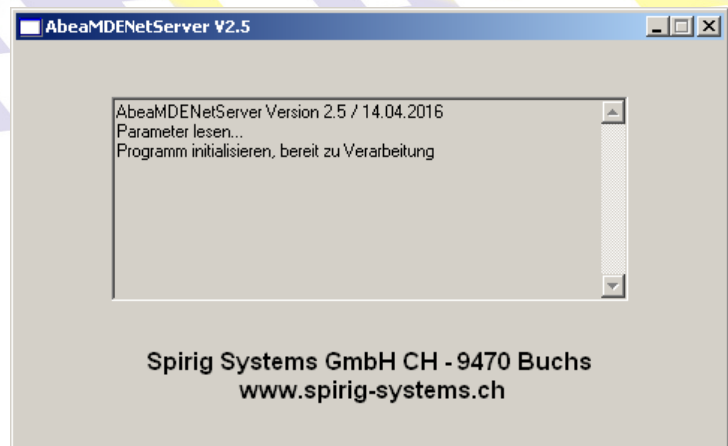 AbeaMDENetServer V2.5
AbeaMDENetServer Version 2.5 / 14.04.2016
Parameter lesen...
Programm initialisieren, bereit zu Verarbeitung
Spirig Systems GmbH CH - 9470 Buchs
www.spirig-systems.ch